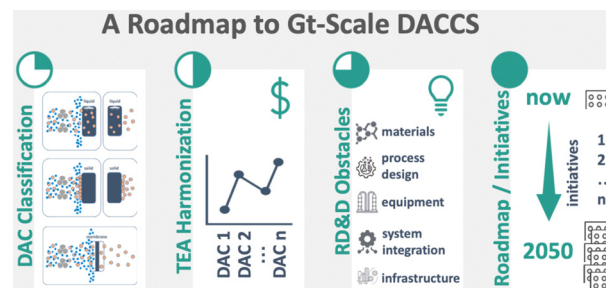 A Roadmap to Gt-Scale DACCS
DAC Classification
liquid
liquid
solid
solid
membrane
TEA Harmonization
$
DAC 1
DAC 2
...
DAC n
RD&D Obstacles
materials
process
design
equipment
system
integration
infrastructure
Roadmap / Initiatives
now
2050
initiatives
1
2
..
n